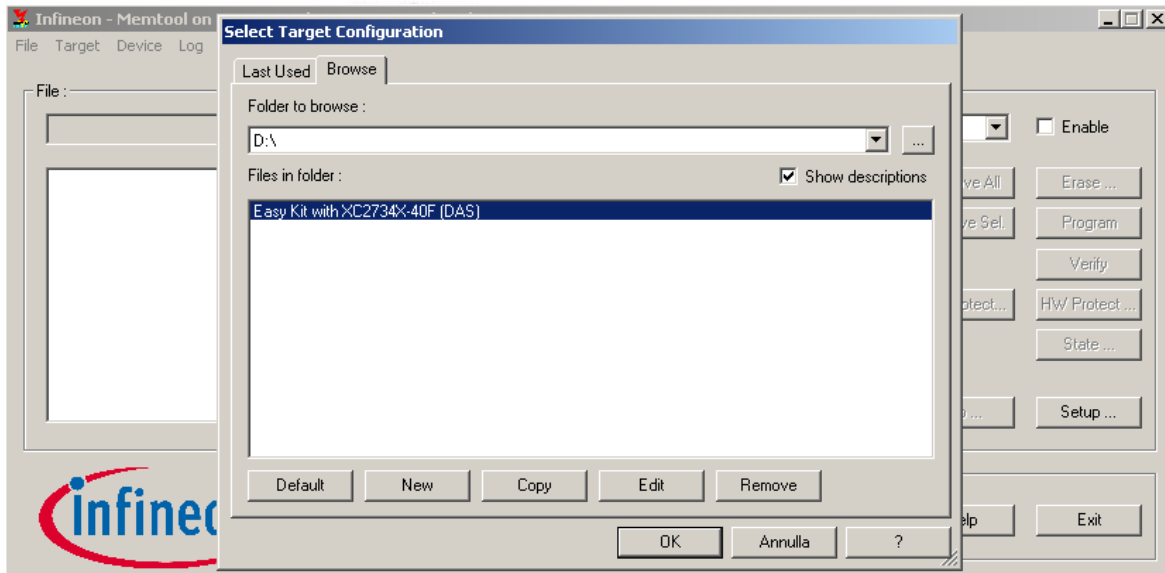 Infineon - Memtool on
File Target Device Log
Select Target Configuration
Last Used Browse
Folder to browse :
D:\
...
Files in folder :
Show descriptions
Easy Kit with XC2734X-40F (DAS)
Default New Copy Edit Remove
OK Annulla ?
File :
Enable
Erase ...
Program
Verify
HW Protect ...
State ...
Setup ...
Exit
infineo